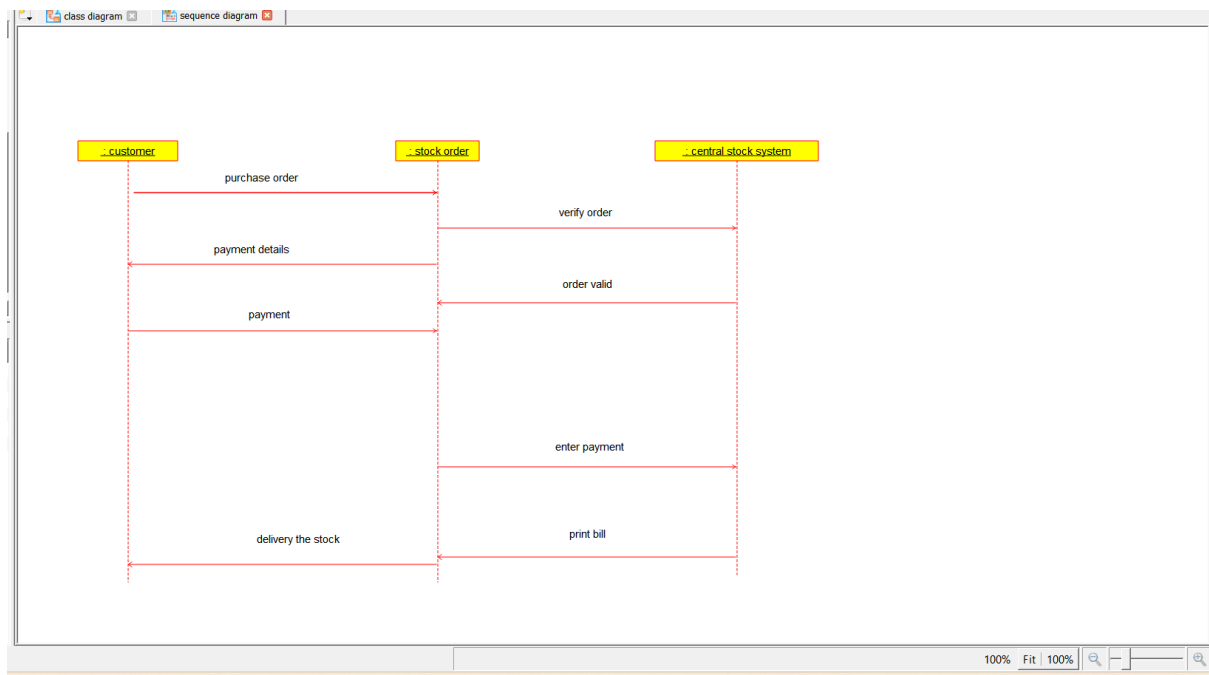 class diagram
sequence diagram
: customer
: stock order
: central stock system
purchase order
verify order
payment details
order valid
payment
enter payment
print bill
delivery the stock
100% Fit 100%